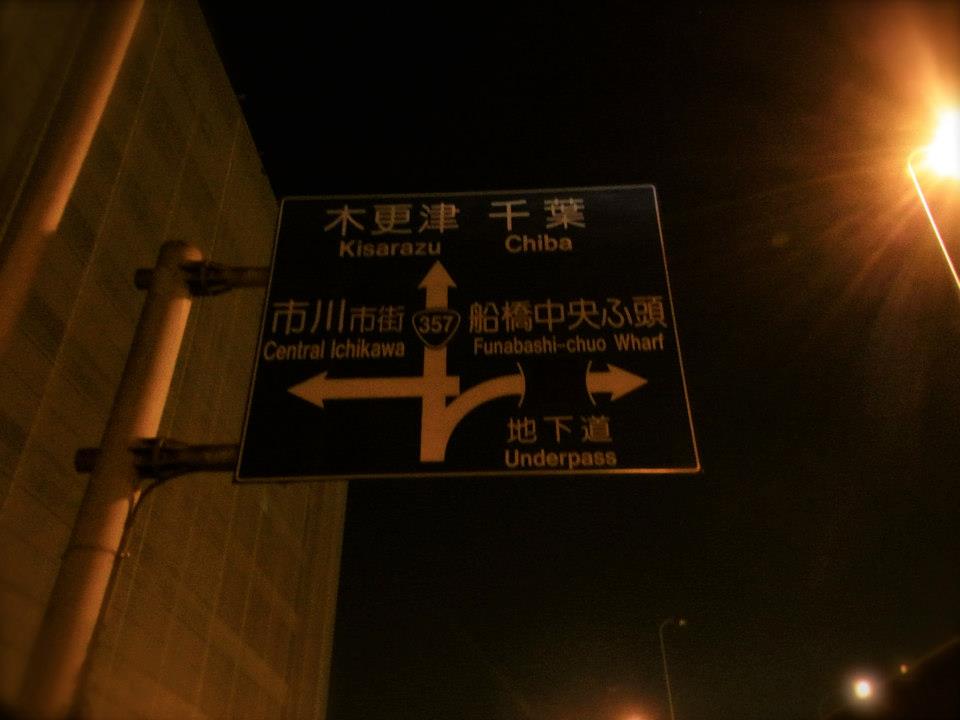 木更津 千葉
Kisarazu Chiba
市川市街 357 船橋中央ふ頭
Central Ichikawa Funabashi-chuo Wharf
地下道
Underpass